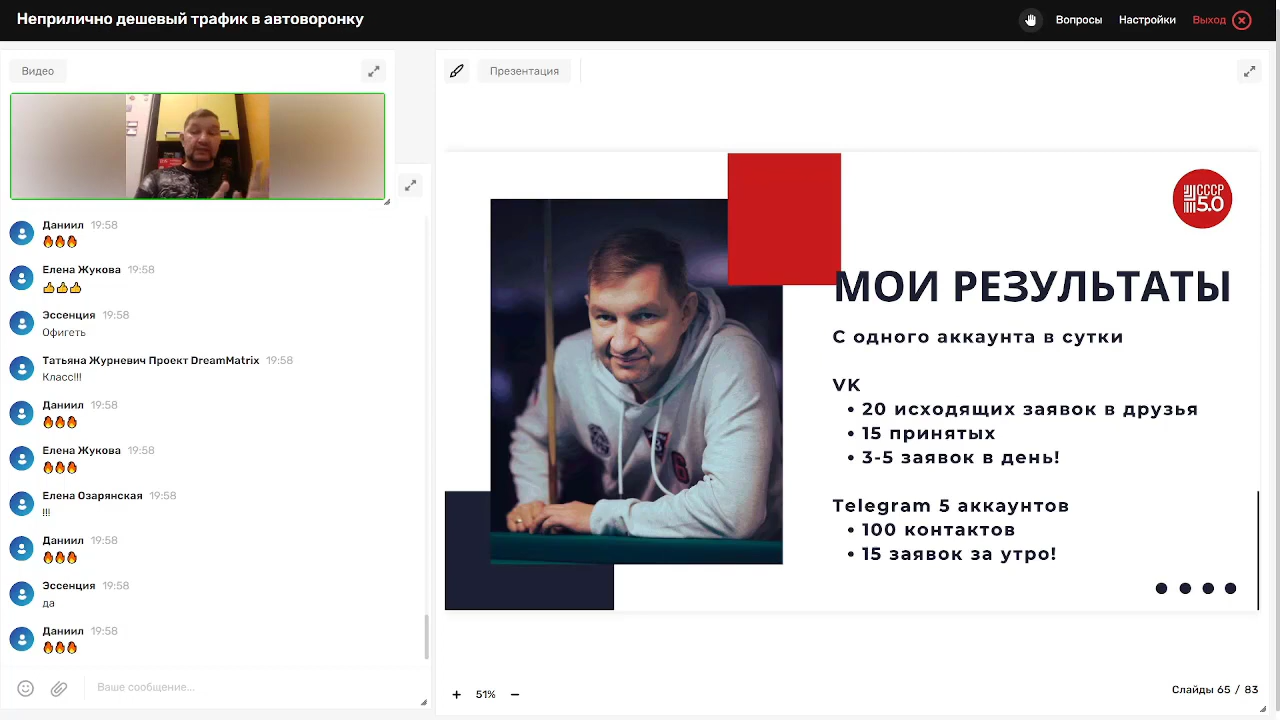 Неприлично дешевый трафик в автоворонку
Вопросы
Настройки
Выход
Видео
Презентация
Даниил 19:58
Елена Жукова 19:58
Эссенция 19:58
Офигеть
Татьяна Журневич Проект DreamMatrix 19:58
Класс!!!
Даниил 19:58
Елена Жукова 19:58
Елена Озарянская 19:58
!!!
Даниил 19:58
Эссенция 19:58
да
Даниил 19:58
Ваше сообщение...
СССР
5.0
МОИ РЕЗУЛЬТАТЫ
С одного аккаунта в сутки
VK
• 20 исходящих заявок в друзья
• 15 принятых
• 3-5 заявок в день!
Telegram 5 аккаунтов
• 100 контактов
• 15 заявок за утро!
51%
Слайды 65 / 83